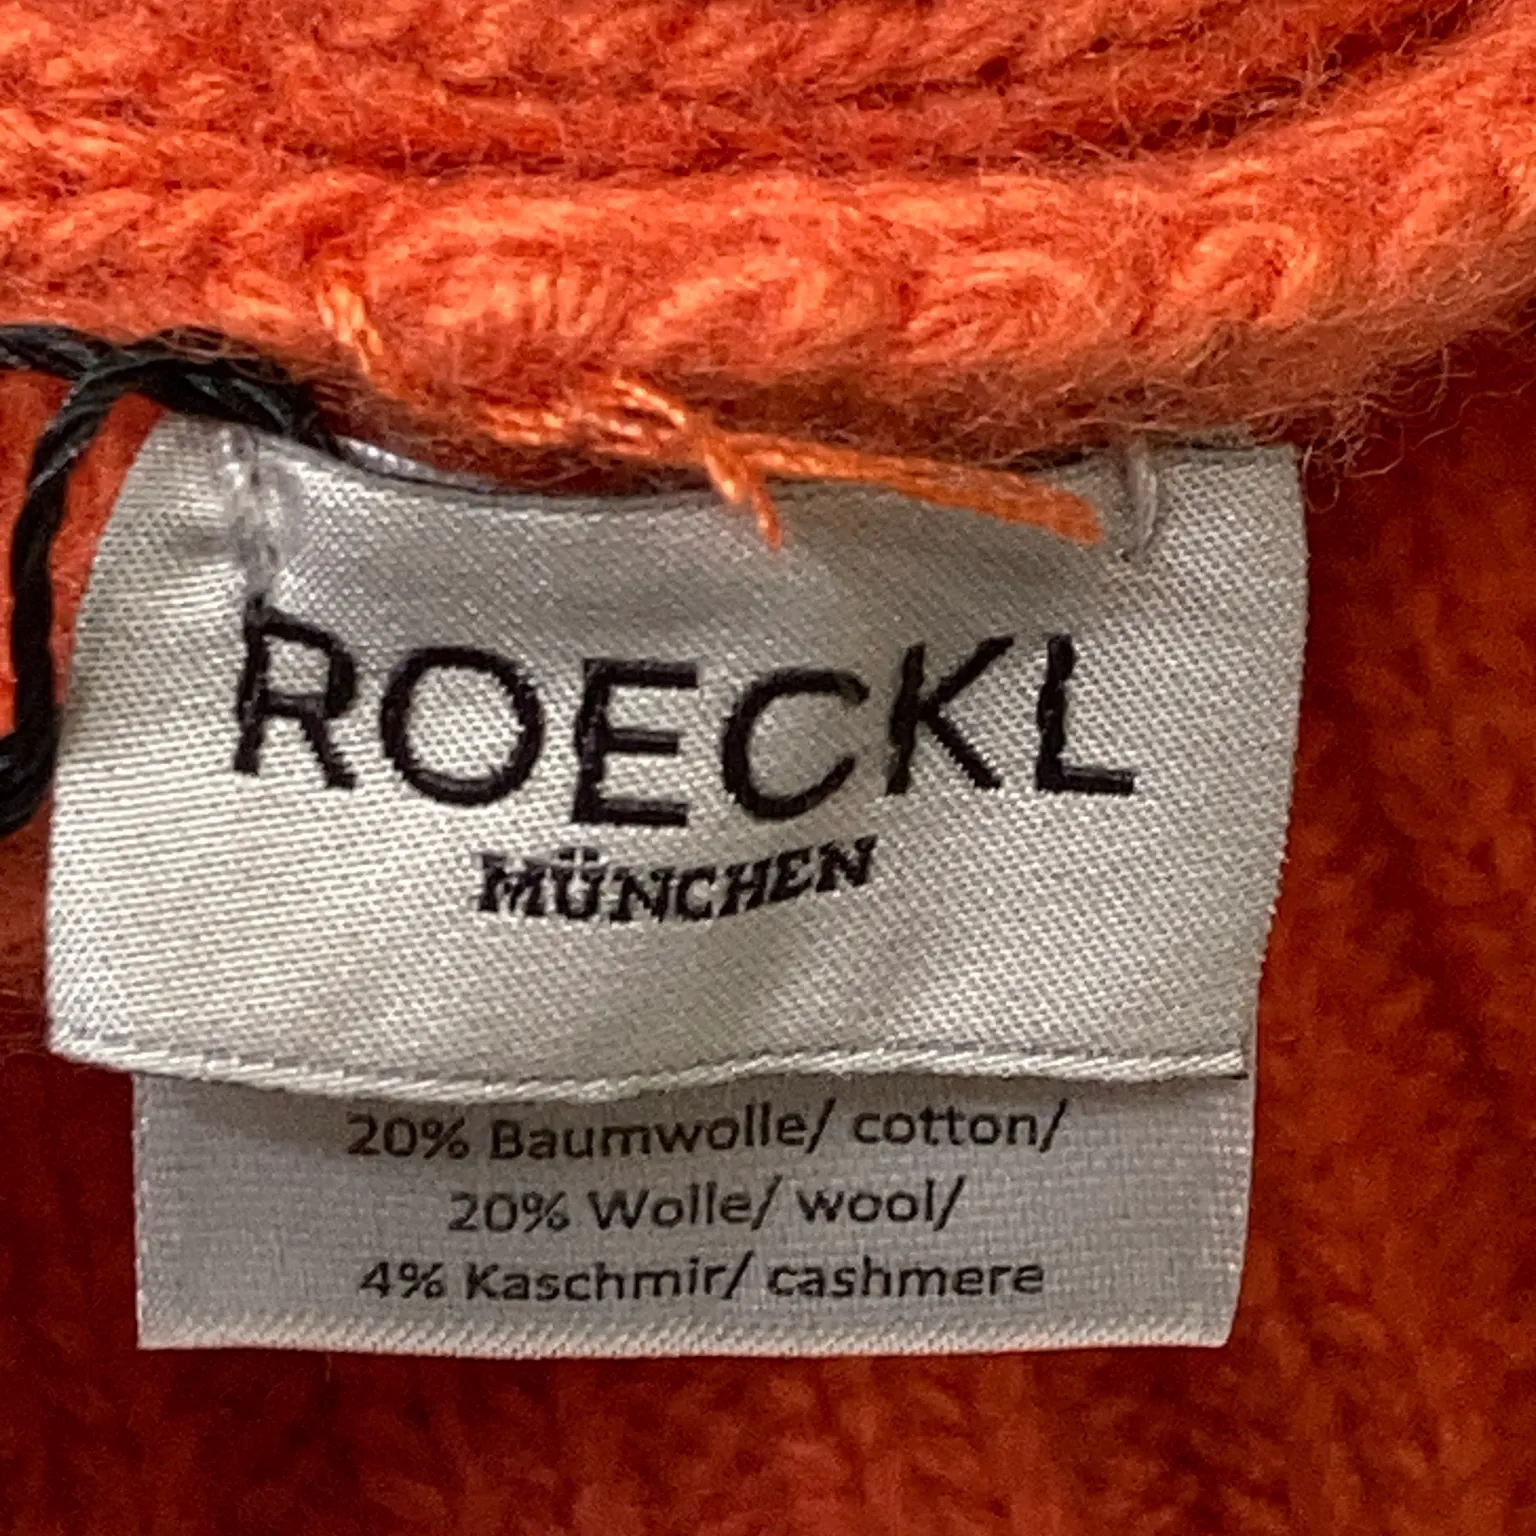 ROECKL
MÜNCHEN
20% Baumwolle/ cotton/
20% Wolle/ wool/
4% Kaschmir/ cashmere